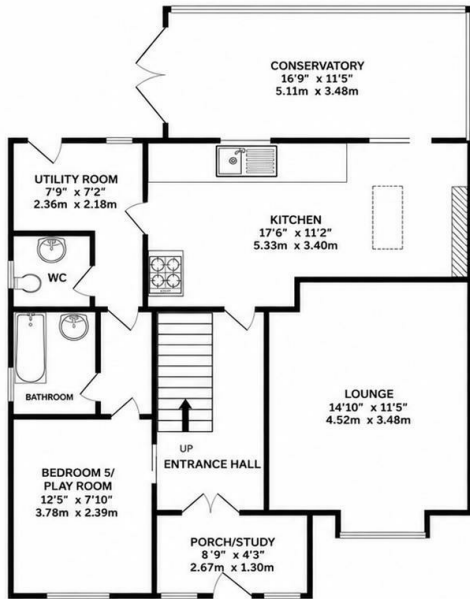 CONSERVATORY
16'9" x 11'5"
5.11m x 3.48m
UTILITY ROOM
7'9" x 7'2"
2.36m x 2.18m
KITCHEN
17'6" x 11'2"
5.33m x 3.40m
WC
BATHROOM
LOUNGE
14'10" x 11'5"
4.52m x 3.48m
UP
ENTRANCE HALL
BEDROOM 5/
PLAY ROOM
12'5" x 7'10"
3.78m x 2.39m
PORCH/STUDY
8'9" x 4'3"
2.67m x 1.30m